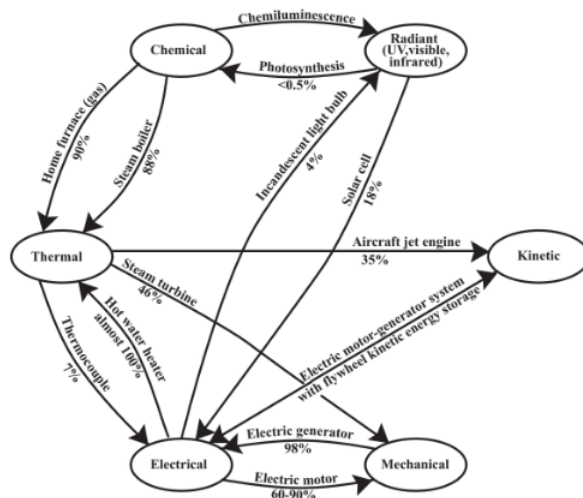 Chemiluminescence
Chemical
Radiant
(UV,visible,
infrared)
Photosynthesis
<0.5%
Home furnace (gas)
90%
Steam boiler
88%
Incandescent light bulb
4%
Solar cell
18%
Thermal
Aircraft jet engine
35%
Kinetic
Steam turbine
46%
Thermocouple
7%
Hot water heater
almost 100%
Electric motor-generator system
with flywheel kinetic energy storage
Electric generator
98%
Electrical
Mechanical
Electric motor
60-90%